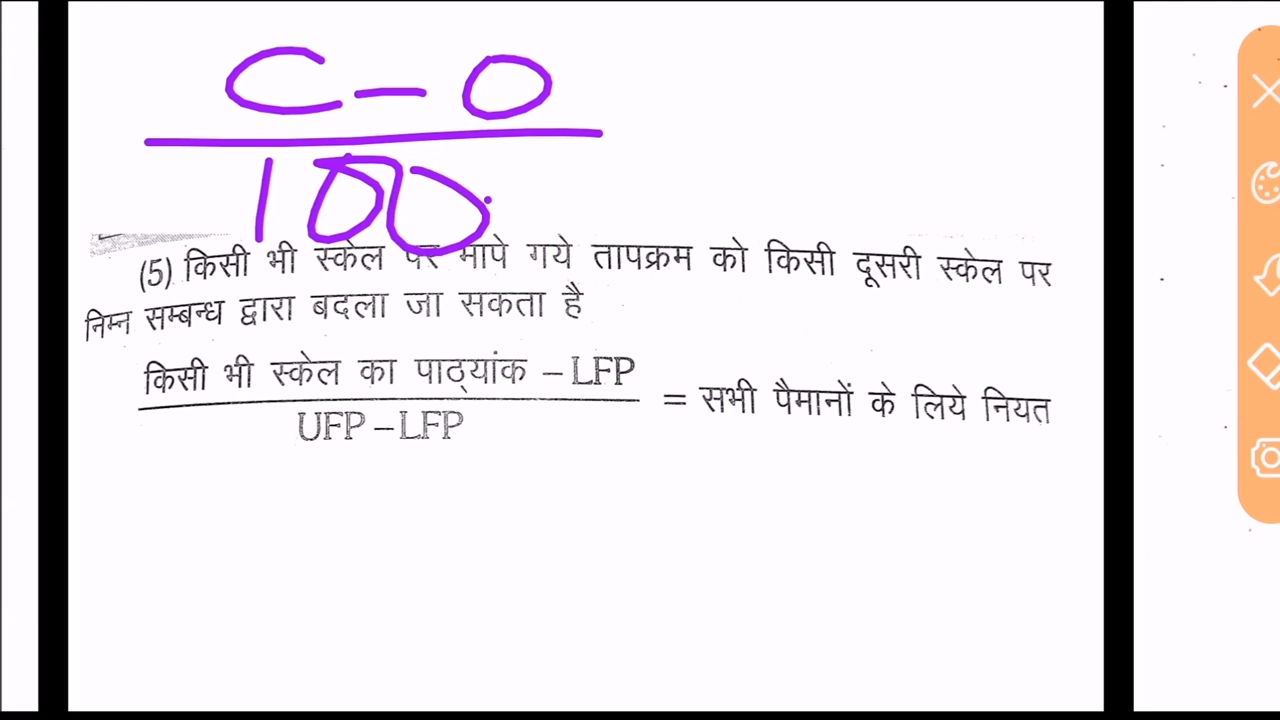 C - 0
100
(5) किसी भी स्केल पर मापे गये तापक्रम को किसी दूसरी स्केल पर
निम्न सम्बन्ध द्वारा बदला जा सकता है
किसी भी स्केल का पाठ्यांक – LFP
UFP – LFP
= सभी पैमानों के लिये नियत